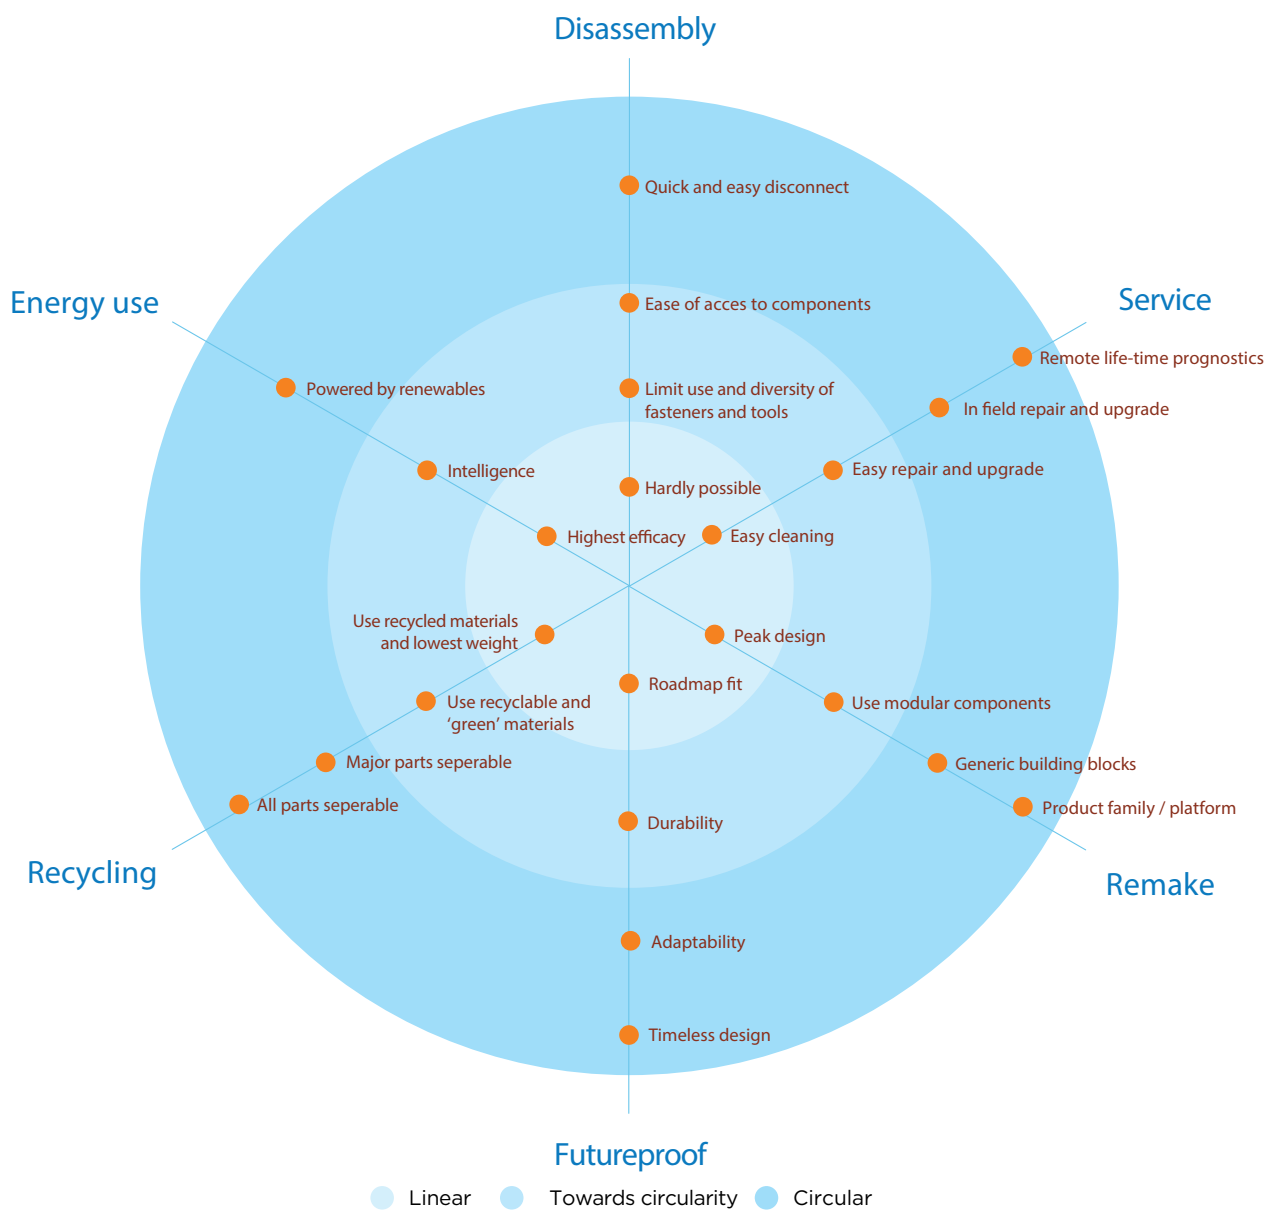 Disassembly
Quick and easy disconnect
Energy use
Service
Ease of acces to components
Remote life-time prognostics
Powered by renewables
Limit use and diversity of
fasteners and tools
In field repair and upgrade
Intelligence
Easy repair and upgrade
Hardly possible
Highest efficacy
Easy cleaning
Use recycled materials
and lowest weight
Peak design
Roadmap fit
Use recyclable and
‘green’ materials
Use modular components
Major parts seperable
Generic building blocks
All parts seperable
Product family / platform
Durability
Recycling
Remake
Adaptability
Timeless design
Futureproof
Linear
Towards circularity
Circular